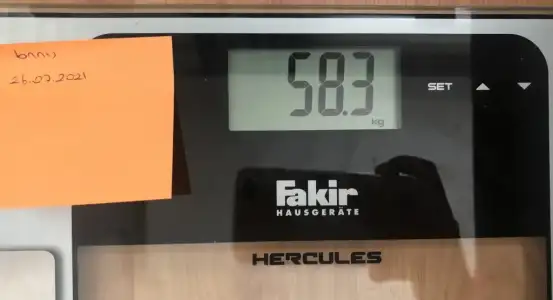 26.07.2021
58.3
kg
SET
Fakir
HAUSGERÄTE
HERCULES